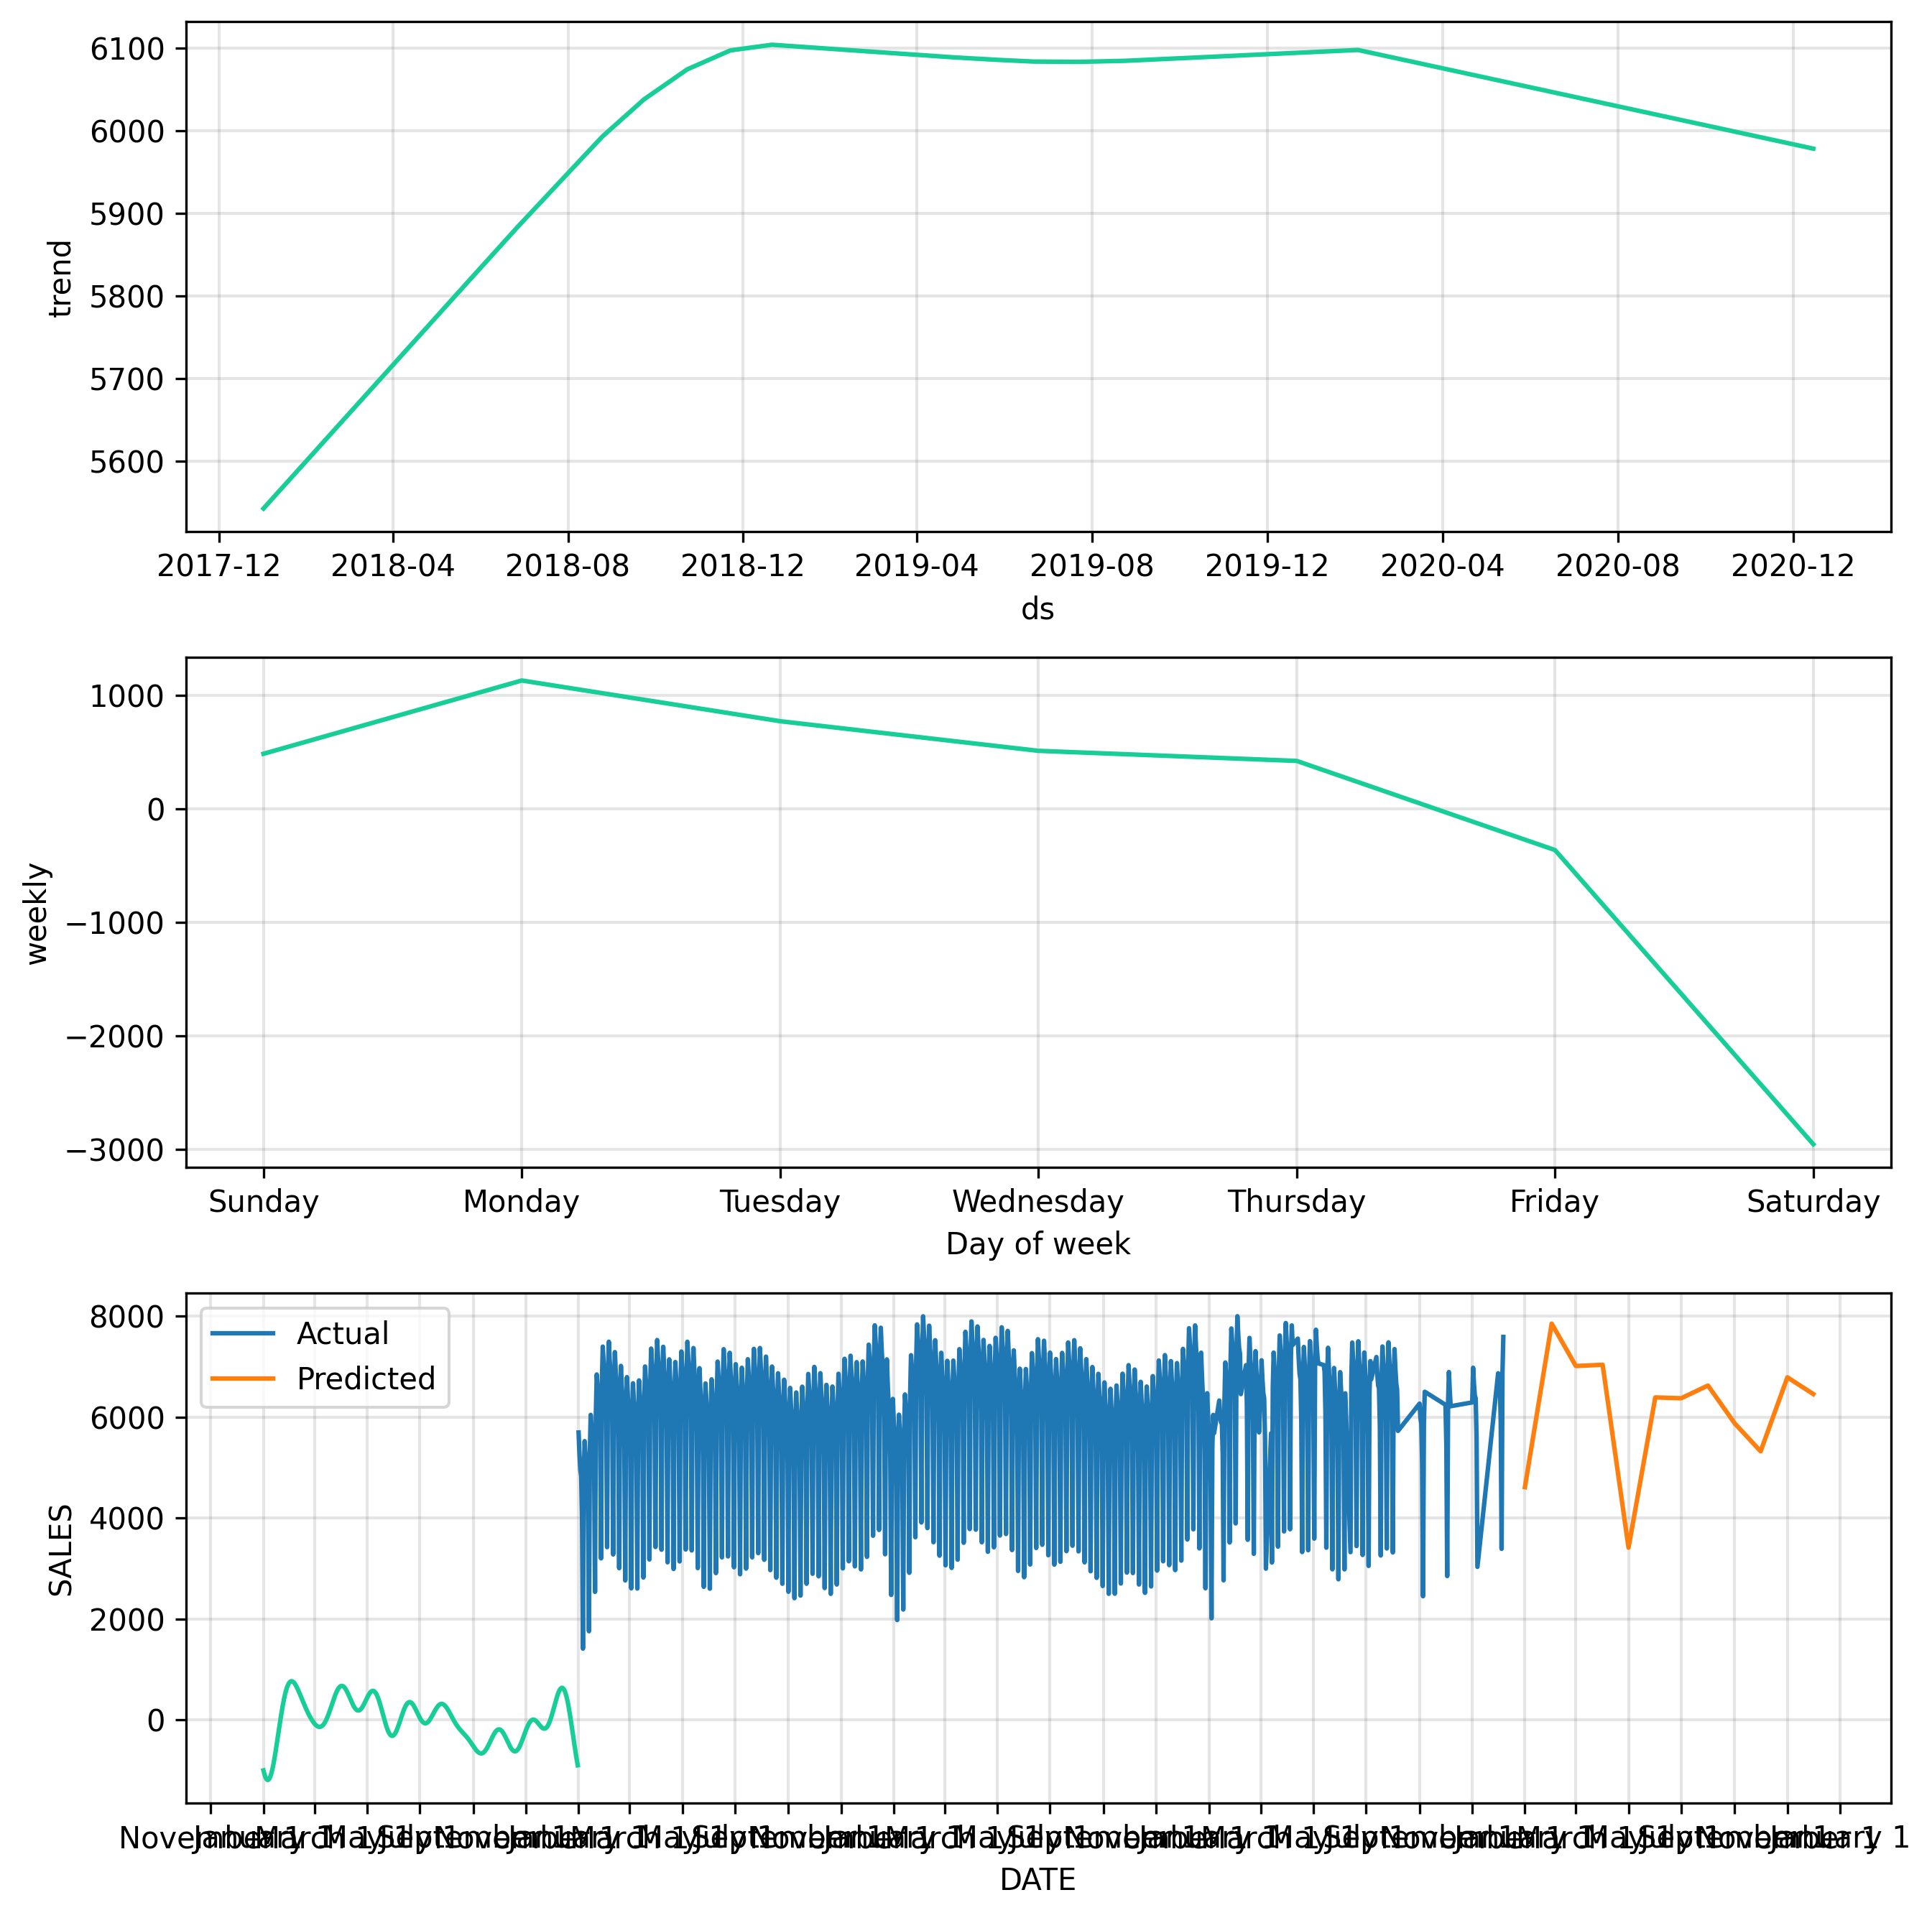 6100
6000
5900
5800
5700
5600
trend
2017-12 2018-04 2018-08 2018-12 2019-04 2019-08 2019-12 2020-04 2020-08 2020-12
ds
1000
0
−1000
−2000
−3000
weekly
Sunday Monday Tuesday Wednesday Thursday Friday Saturday
Day of week
8000
6000
4000
2000
0
SALES
Actual
Predicted
January 1
DATE